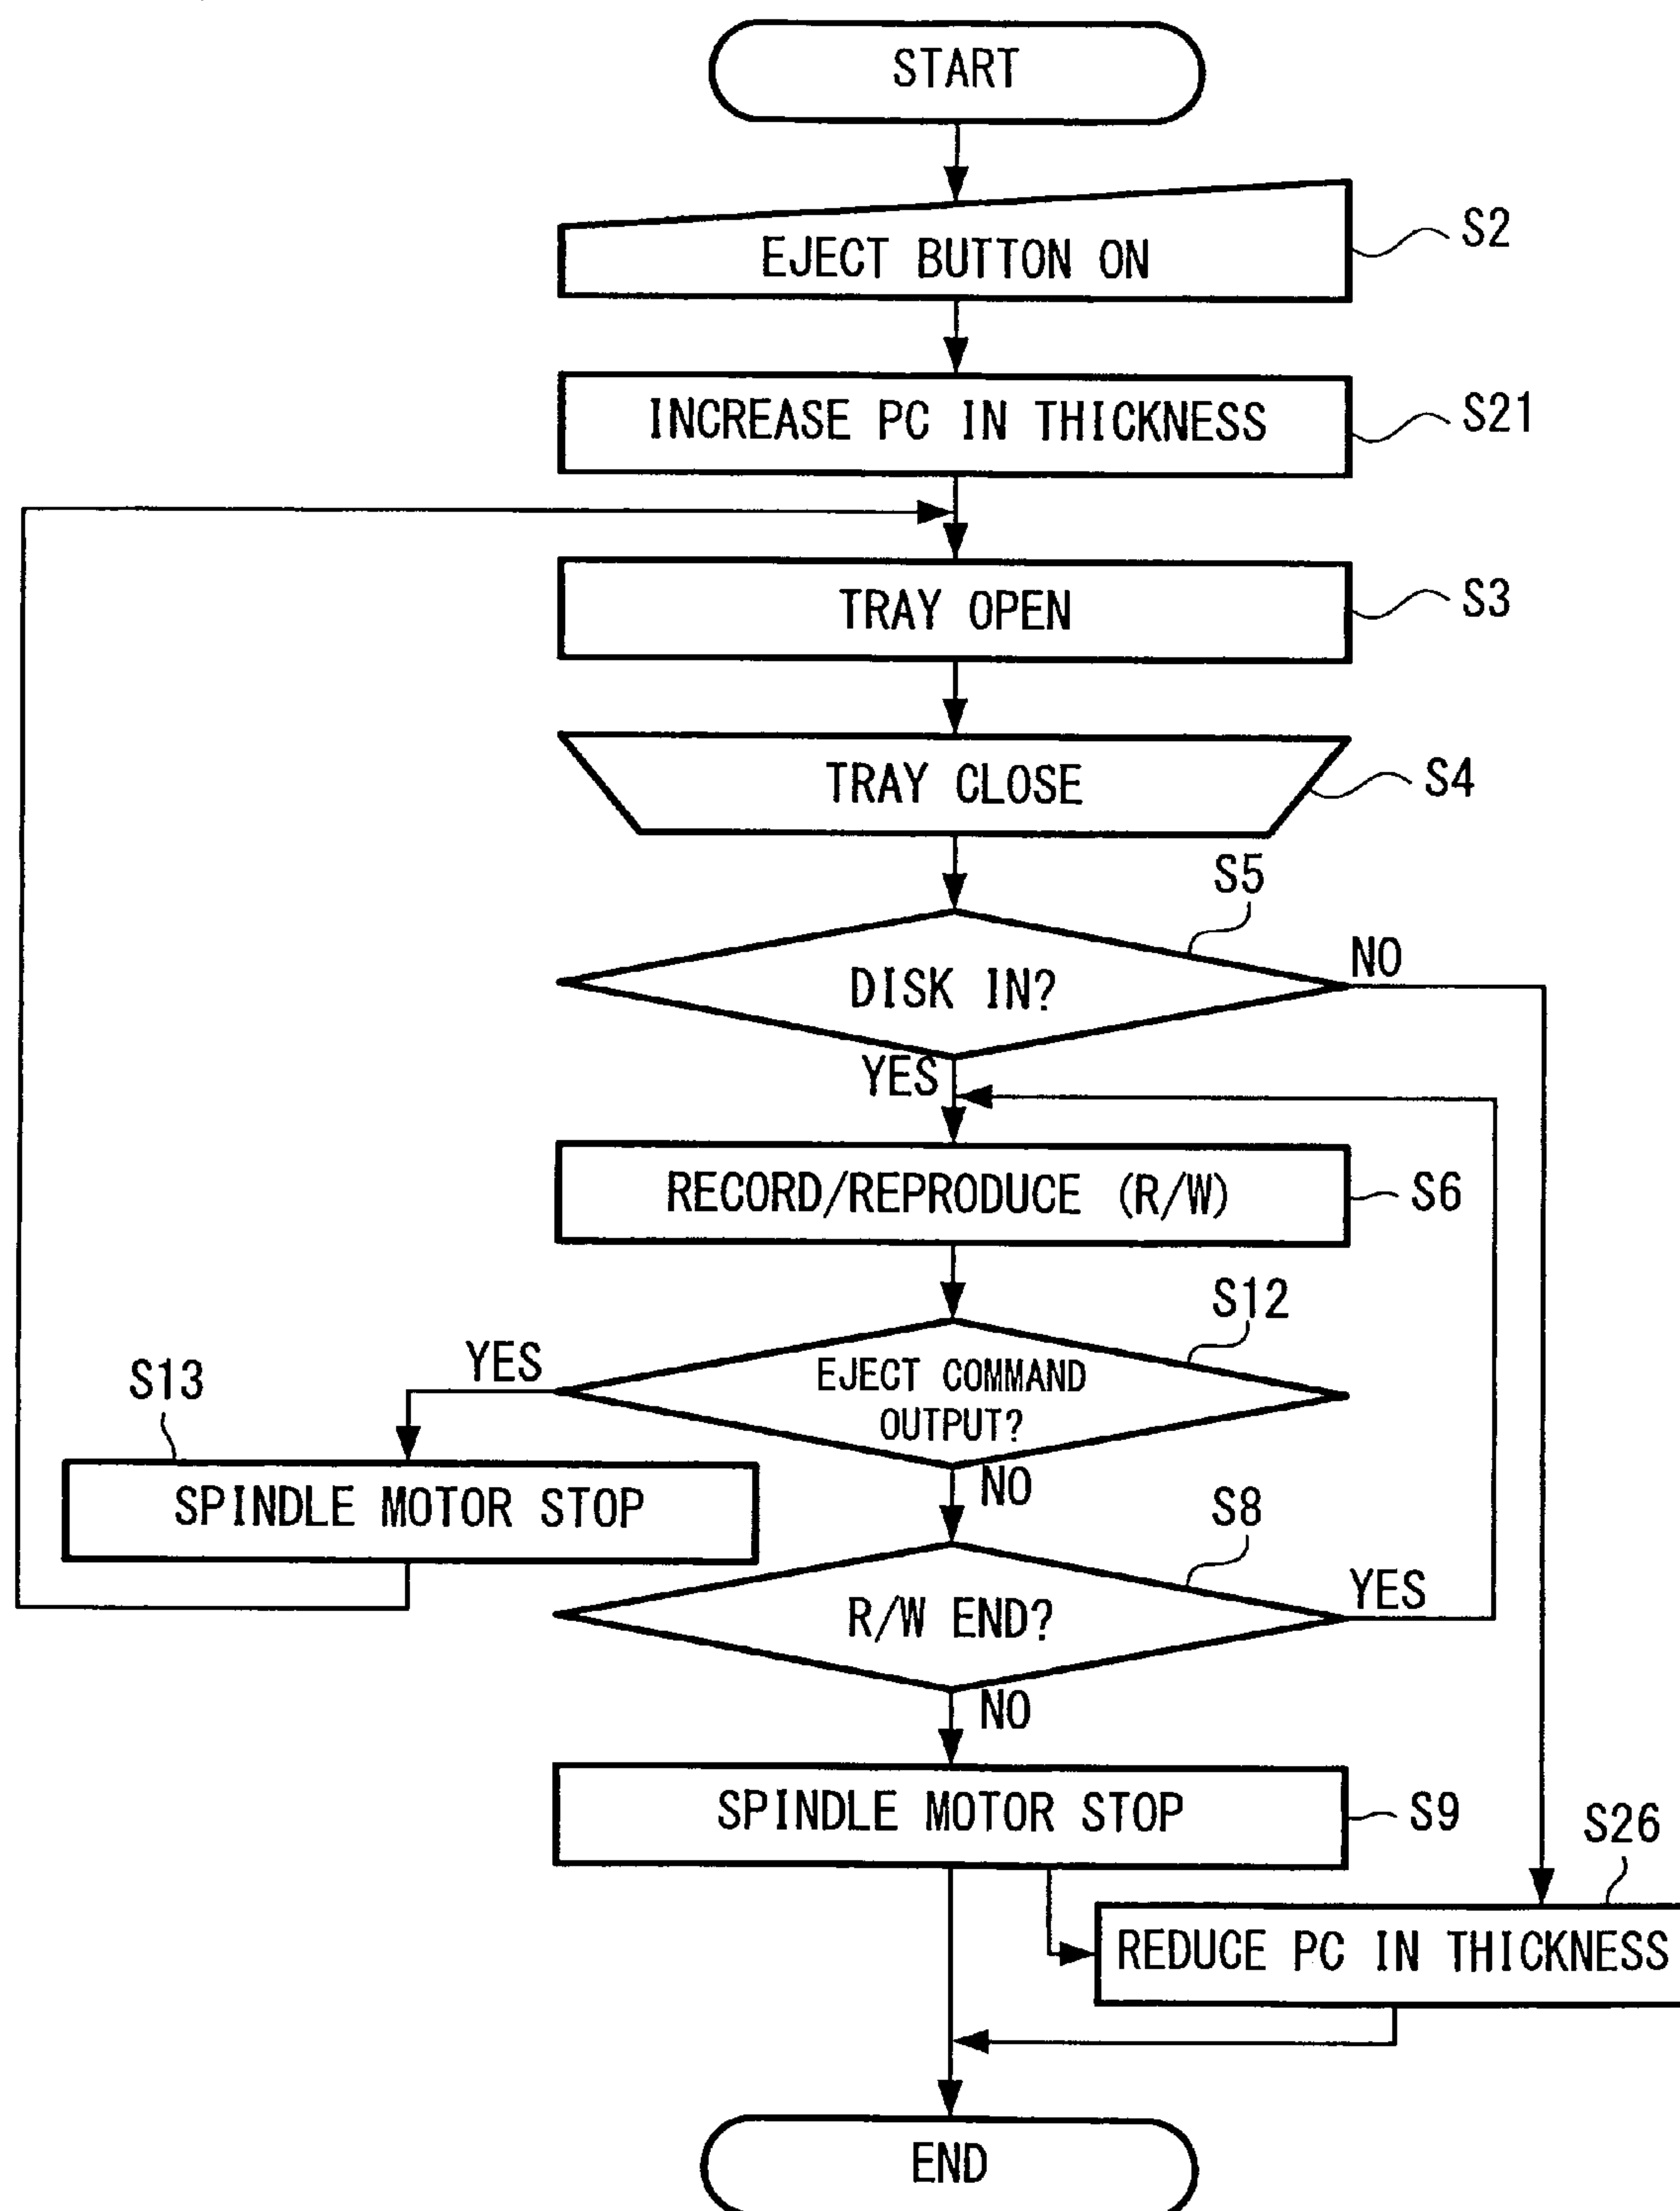 START
EJECT BUTTON ON
S2
INCREASE PC IN THICKNESS
S21
TRAY OPEN
S3
TRAY CLOSE
S4
S5
DISK IN?
NO
YES
RECORD/REPRODUCE (R/W)
S6
S12
EJECT COMMAND
OUTPUT?
YES
S13
SPINDLE MOTOR STOP
NO
S8
R/W END?
YES
NO
SPINDLE MOTOR STOP
S9
S26
REDUCE PC IN THICKNESS
END